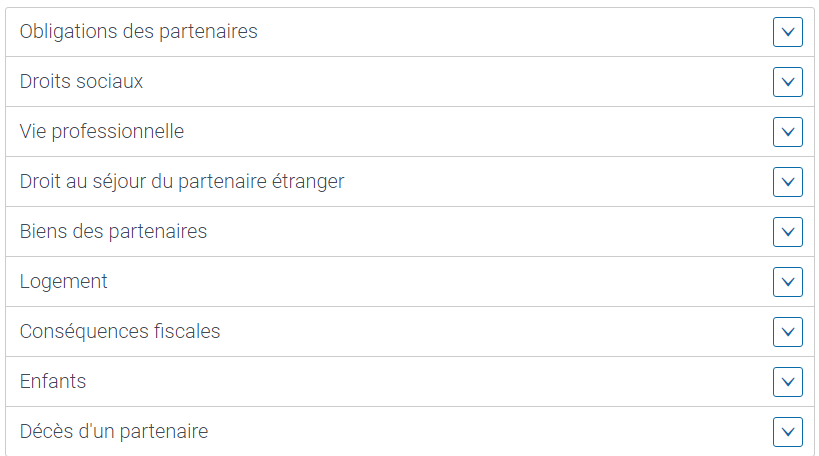 Obligations des partenaires
Droits sociaux
Vie professionnelle
Droit au séjour du partenaire étranger
Biens des partenaires
Logement
Conséquences fiscales
Enfants
Décès d'un partenaire